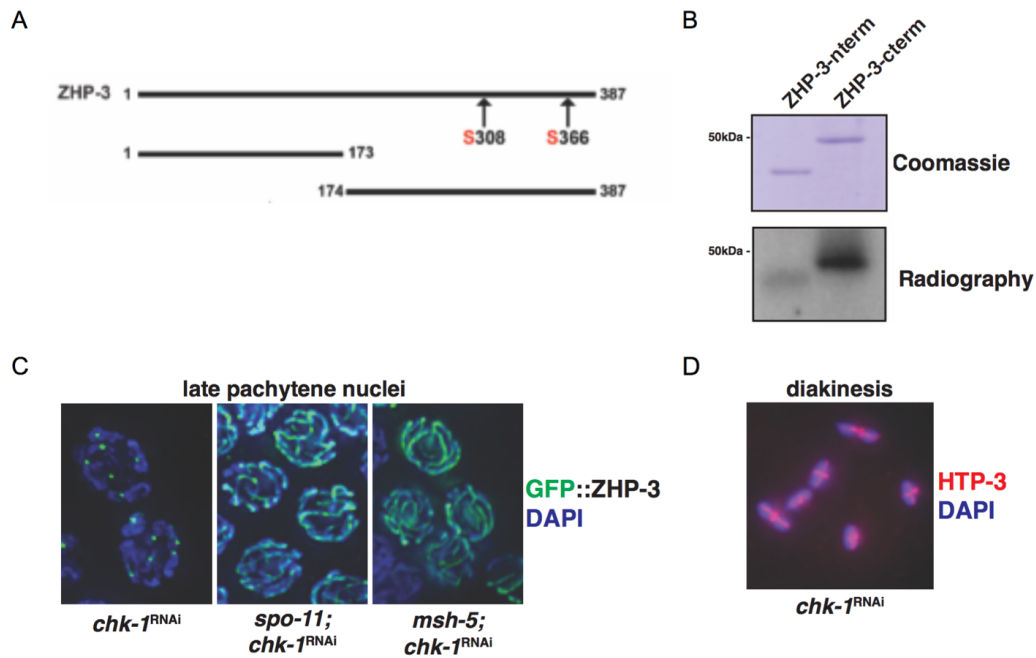 A
ZHP-3 1 387
S308 S366
1 173
174 387
B
ZHP-3-nterm
ZHP-3-cterm
50kDa -
Coomassie
50kDa -
Radiography
C
late pachytene nuclei
GFP::ZHP-3
DAPI
chk-1RNAi
spo-11;
chk-1RNAi
msh-5;
chk-1RNAi
D
diakinesis
HTP-3
DAPI
chk-1RNAi